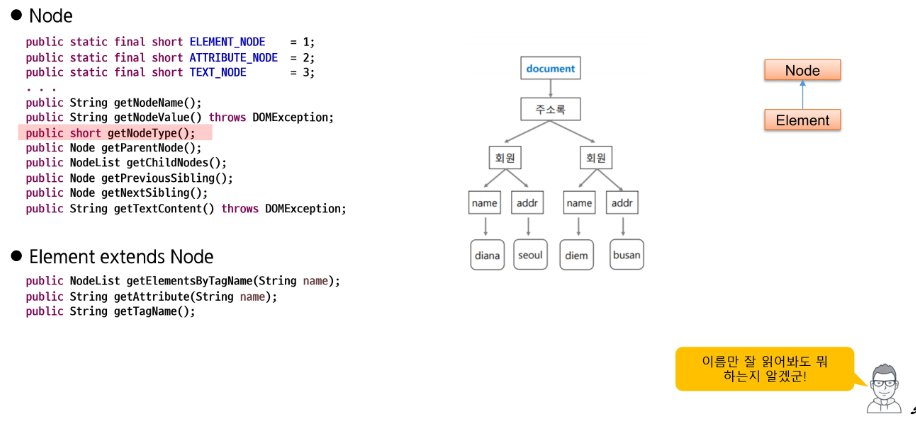 ● Node
public static final short ELEMENT_NODE = 1;
public static final short ATTRIBUTE_NODE = 2;
public static final short TEXT_NODE = 3;
. . .
public String getNodeName();
public String getNodeValue() throws DOMException;
public short getNodeType();
public Node getParentNode();
public NodeList getChildNodes();
public Node getPreviousSibling();
public Node getNextSibling();
public String getTextContent() throws DOMException;
● Element extends Node
public NodeList getElementsByTagName(String name);
public String getAttribute(String name);
public String getTagName();
document
주소록
회원 회원
name addr name addr
diana seoul diem busan
Node
Element
이름만 잘 읽어봐도 뭐
하는지 알겠군!